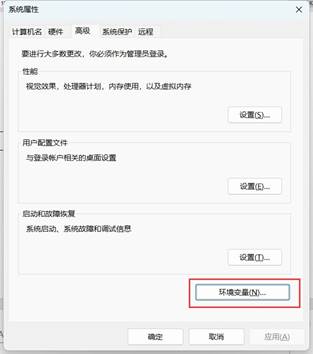 系统属性
计算机名 硬件 高级 系统保护 远程
要进行大多数更改，你必须作为管理员登录。
性能
视觉效果，处理器计划，内存使用，以及虚拟内存
设置(S)...
用户配置文件
与登录帐户相关的桌面设置
设置(E)...
启动和故障恢复
系统启动、系统故障和调试信息
设置(T)...
环境变量(N)...
确定 取消 应用(A)